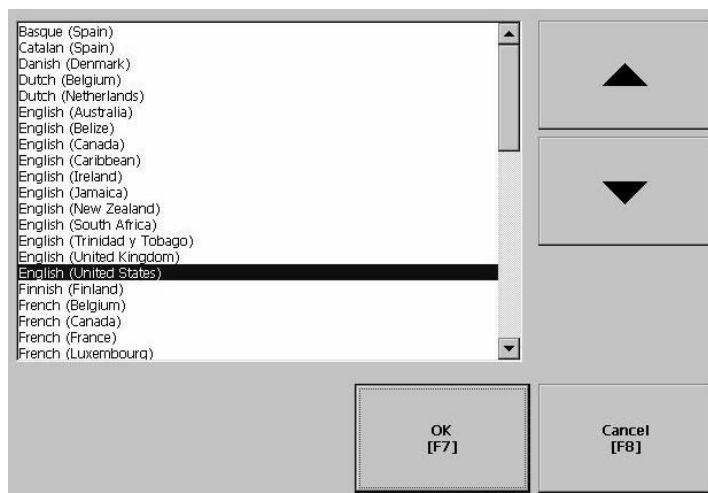 Basque (Spain)
Catalan (Spain)
Danish (Denmark)
Dutch (Belgium)
Dutch (Netherlands)
English (Australia)
English (Belize)
English (Canada)
English (Caribbean)
English (Ireland)
English (Jamaica)
English (New Zealand)
English (South Africa)
English (Trinidad y Tobago)
English (United Kingdom)
English (United States)
Finnish (Finland)
French (Belgium)
French (Canada)
French (France)
French (Luxembourg)
OK
[F7]
Cancel
[F8]